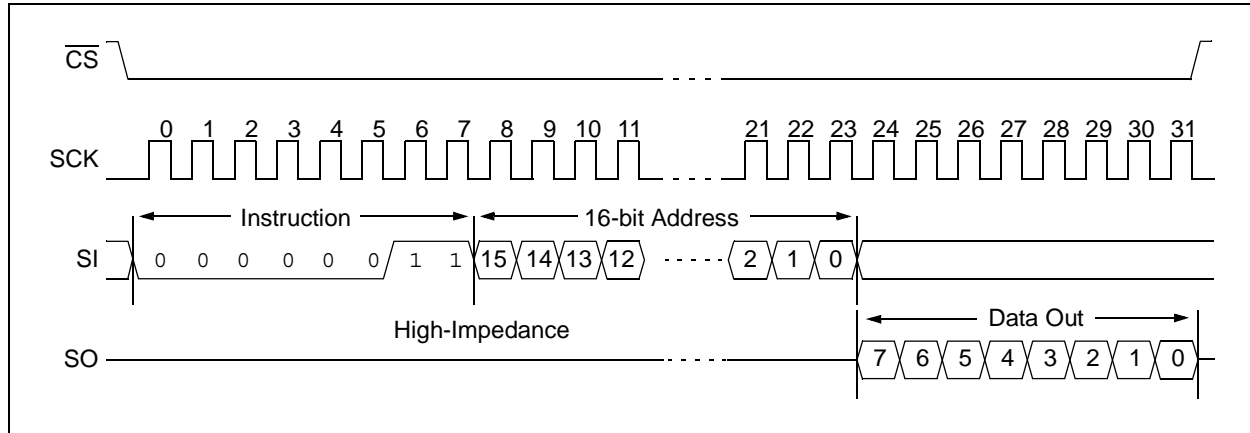 CS
0 1 2 3 4 5 6 7 8 9 10 11 21 22 23 24 25 26 27 28 29 30 31
SCK
Instruction 16-bit Address
SI 0 0 0 0 0 0 1 1 15 14 13 12 2 1 0
High-Impedance Data Out
SO 7 6 5 4 3 2 1 0